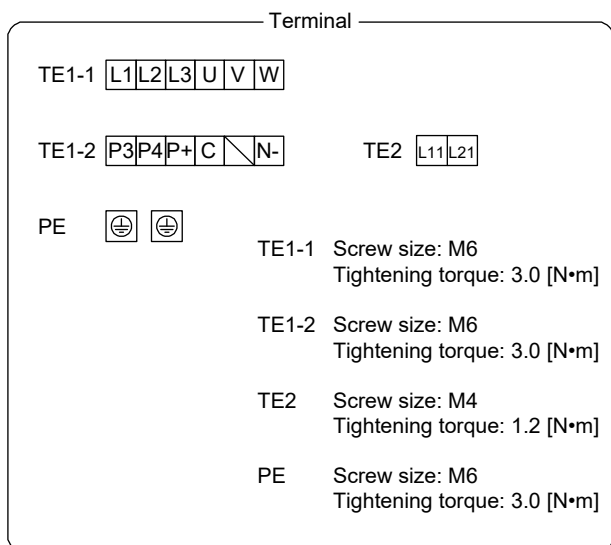 Terminal
TE1-1 L1 L2 L3 U V W
TE1-2 P3 P4 P+ C N- TE2 L11 L21
PE
TE1-1 Screw size: M6
Tightening torque: 3.0 [N•m]
TE1-2 Screw size: M6
Tightening torque: 3.0 [N•m]
TE2 Screw size: M4
Tightening torque: 1.2 [N•m]
PE Screw size: M6
Tightening torque: 3.0 [N•m]